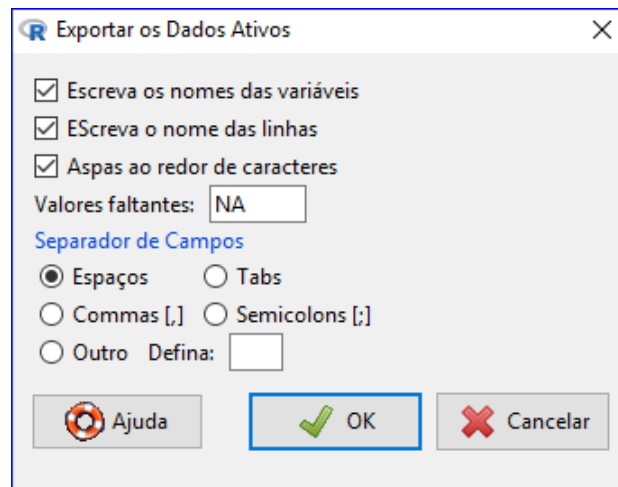 Exportar os Dados Ativos
Escreva os nomes das variáveis
EScreva o nome das linhas
Aspas ao redor de caracteres
Valores faltantes: NA
Separador de Campos
Espaços Tabs
Commas [,] Semicolons [;]
Outro Defina:
Ajuda OK Cancelar